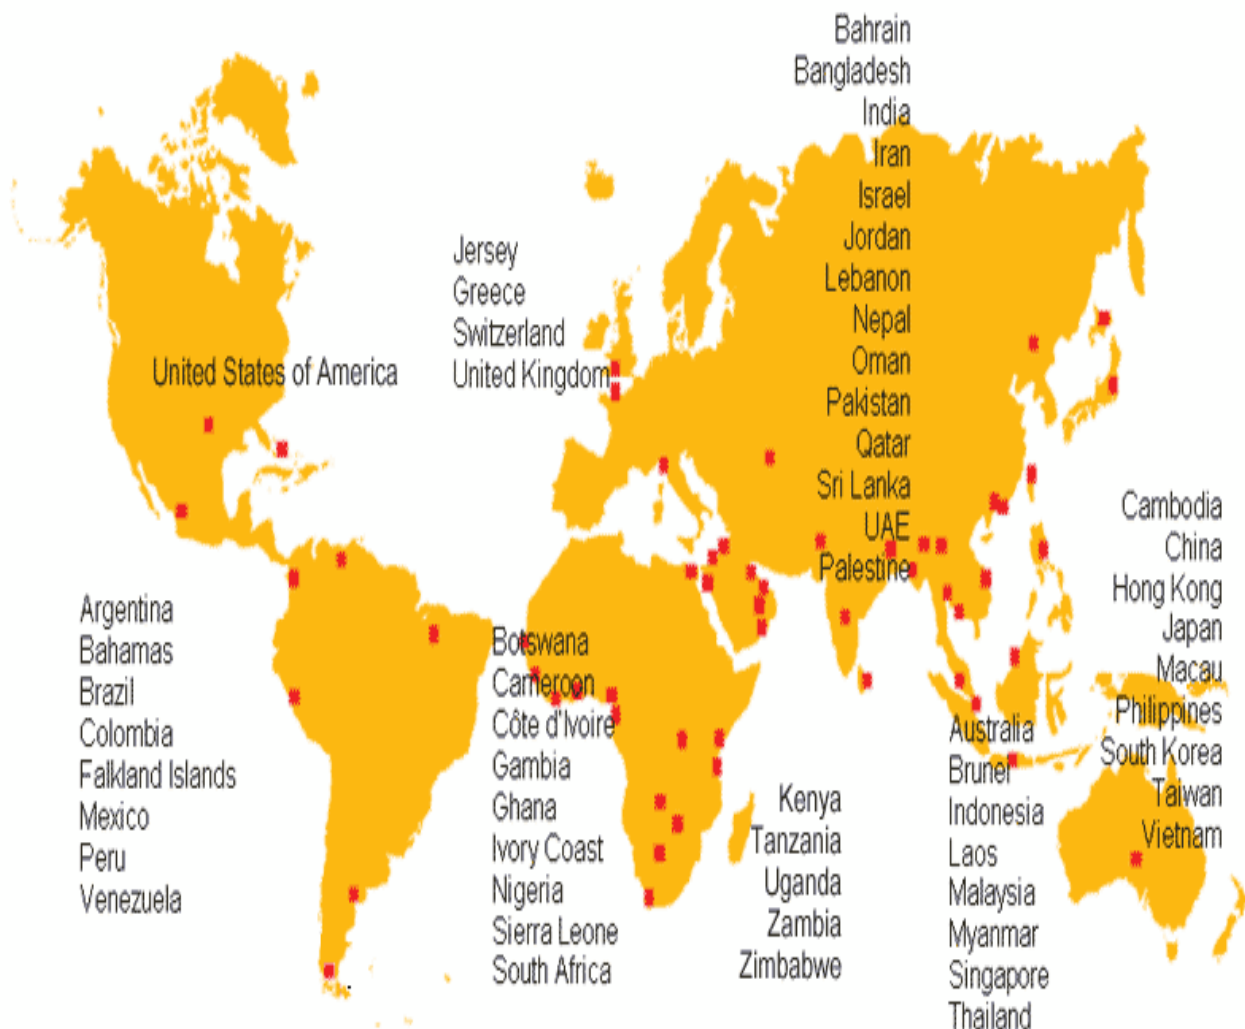 Bahrain
Bangladesh
India
Iran
Israel
Jordan
Lebanon
Nepal
Oman
Pakistan
Qatar
Sri Lanka
UAE
Palestine
Jersey
Greece
Switzerland
United Kingdom
United States of America
Argentina
Bahamas
Brazil
Colombia
Falkland Islands
Mexico
Peru
Venezuela
Botswana
Cameroon
Côte d'Ivoire
Gambia
Ghana
Ivory Coast
Nigeria
Sierra Leone
South Africa
Kenya
Tanzania
Uganda
Zambia
Zimbabwe
Australia
Brunei
Indonesia
Laos
Malaysia
Myanmar
Singapore
Thailand
Cambodia
China
Hong Kong
Japan
Macau
Philippines
South Korea
Taiwan
Vietnam